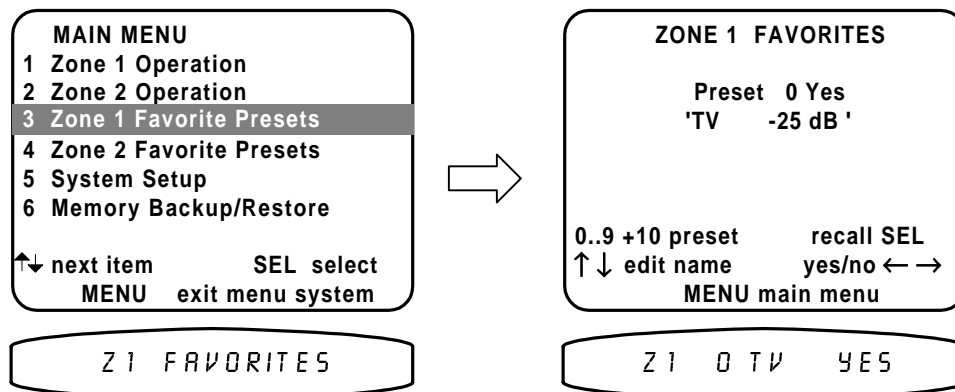 MAIN MENU
1 Zone 1 Operation
2 Zone 2 Operation
3 Zone 1 Favorite Presets
4 Zone 2 Favorite Presets
5 System Setup
6 Memory Backup/Restore
↑↓ next item SEL select
MENU exit menu system
Z1 FAVORITES
ZONE 1 FAVORITES
Preset 0 Yes
'TV -25 dB '
0..9 +10 preset recall SEL
↑↓ edit name yes/no ← →
MENU main menu
Z1 0 TV YES